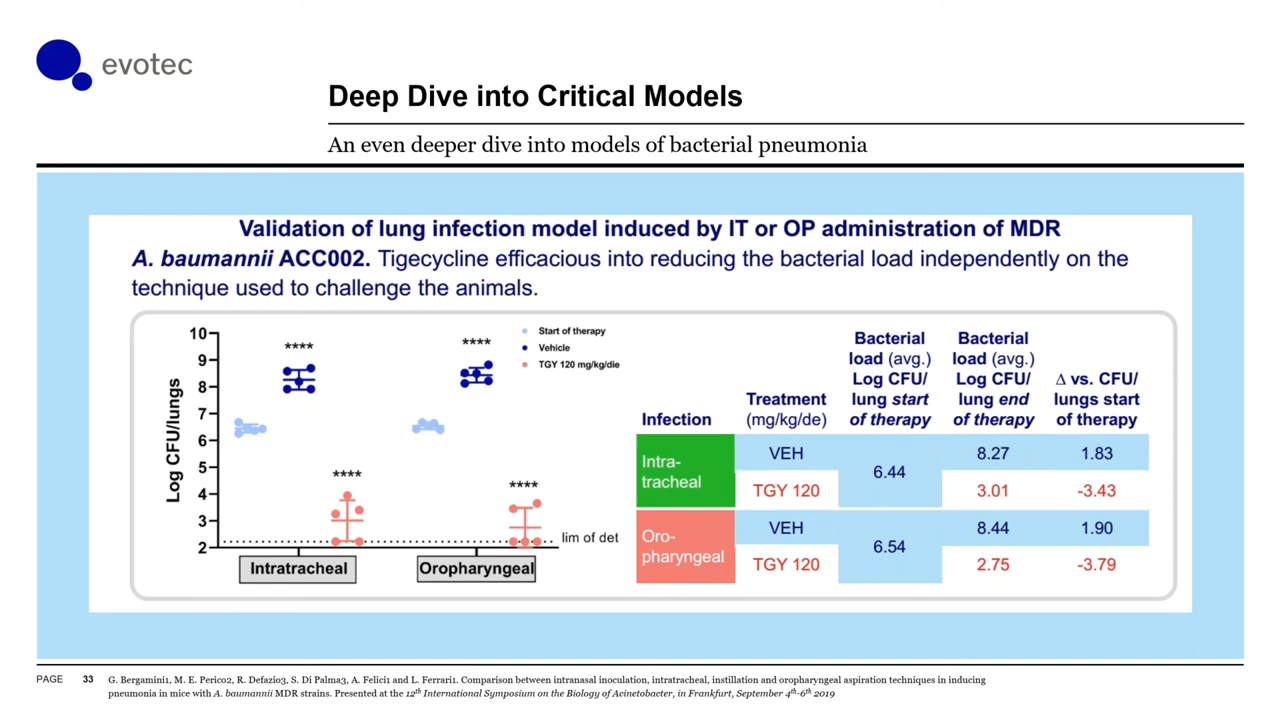 evotec
Deep Dive into Critical Models
An even deeper dive into models of bacterial pneumonia
Validation of lung infection model induced by IT or OP administration of MDR
A. baumannii ACC002. Tigecycline efficacious into reducing the bacterial load independently on the
technique used to challenge the animals.
Log CFU/lungs
10
9
8
7
6
5
4
3
2
****
****
****
****
Start of therapy
Vehicle
TGY 120 mg/kg/die
lim of det
Intratracheal
Oropharyngeal
Infection
Treatment
(mg/kg/de)
Bacterial
load (avg.)
Log CFU/
lung start
of therapy
Bacterial
load (avg.)
Log CFU/
lung end
of therapy
Δ vs. CFU/
lungs start
of therapy
Intra-
tracheal
VEH
6.44
8.27
1.83
TGY 120
3.01
-3.43
Oro-
pharyngeal
VEH
6.54
8.44
1.90
TGY 120
2.75
-3.79
PAGE 33
G. Bergamini1, M. E. Perico2, R. Defazio3, S. Di Palma3, A. Felici1 and L. Ferrari1. Comparison between intranasal inoculation, intratracheal, instillation and oropharyngeal aspiration techniques in inducing
pneumonia in mice with A. baumannii MDR strains. Presented at the 12th International Symposium on the Biology of Acinetobacter, in Frankfurt, September 4th-6th 2019